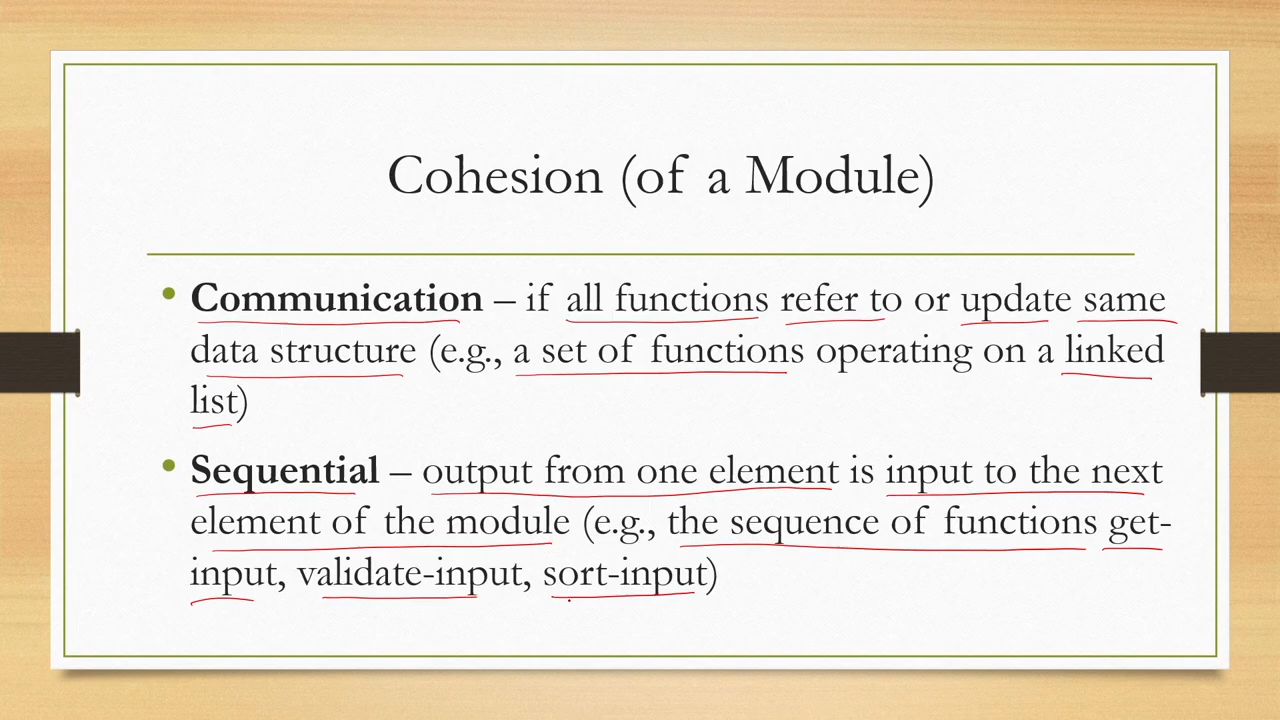 Cohesion (of a Module)
• Communication – if all functions refer to or update same
data structure (e.g., a set of functions operating on a linked
list)
• Sequential – output from one element is input to the next
element of the module (e.g., the sequence of functions get-
input, validate-input, sort-input)